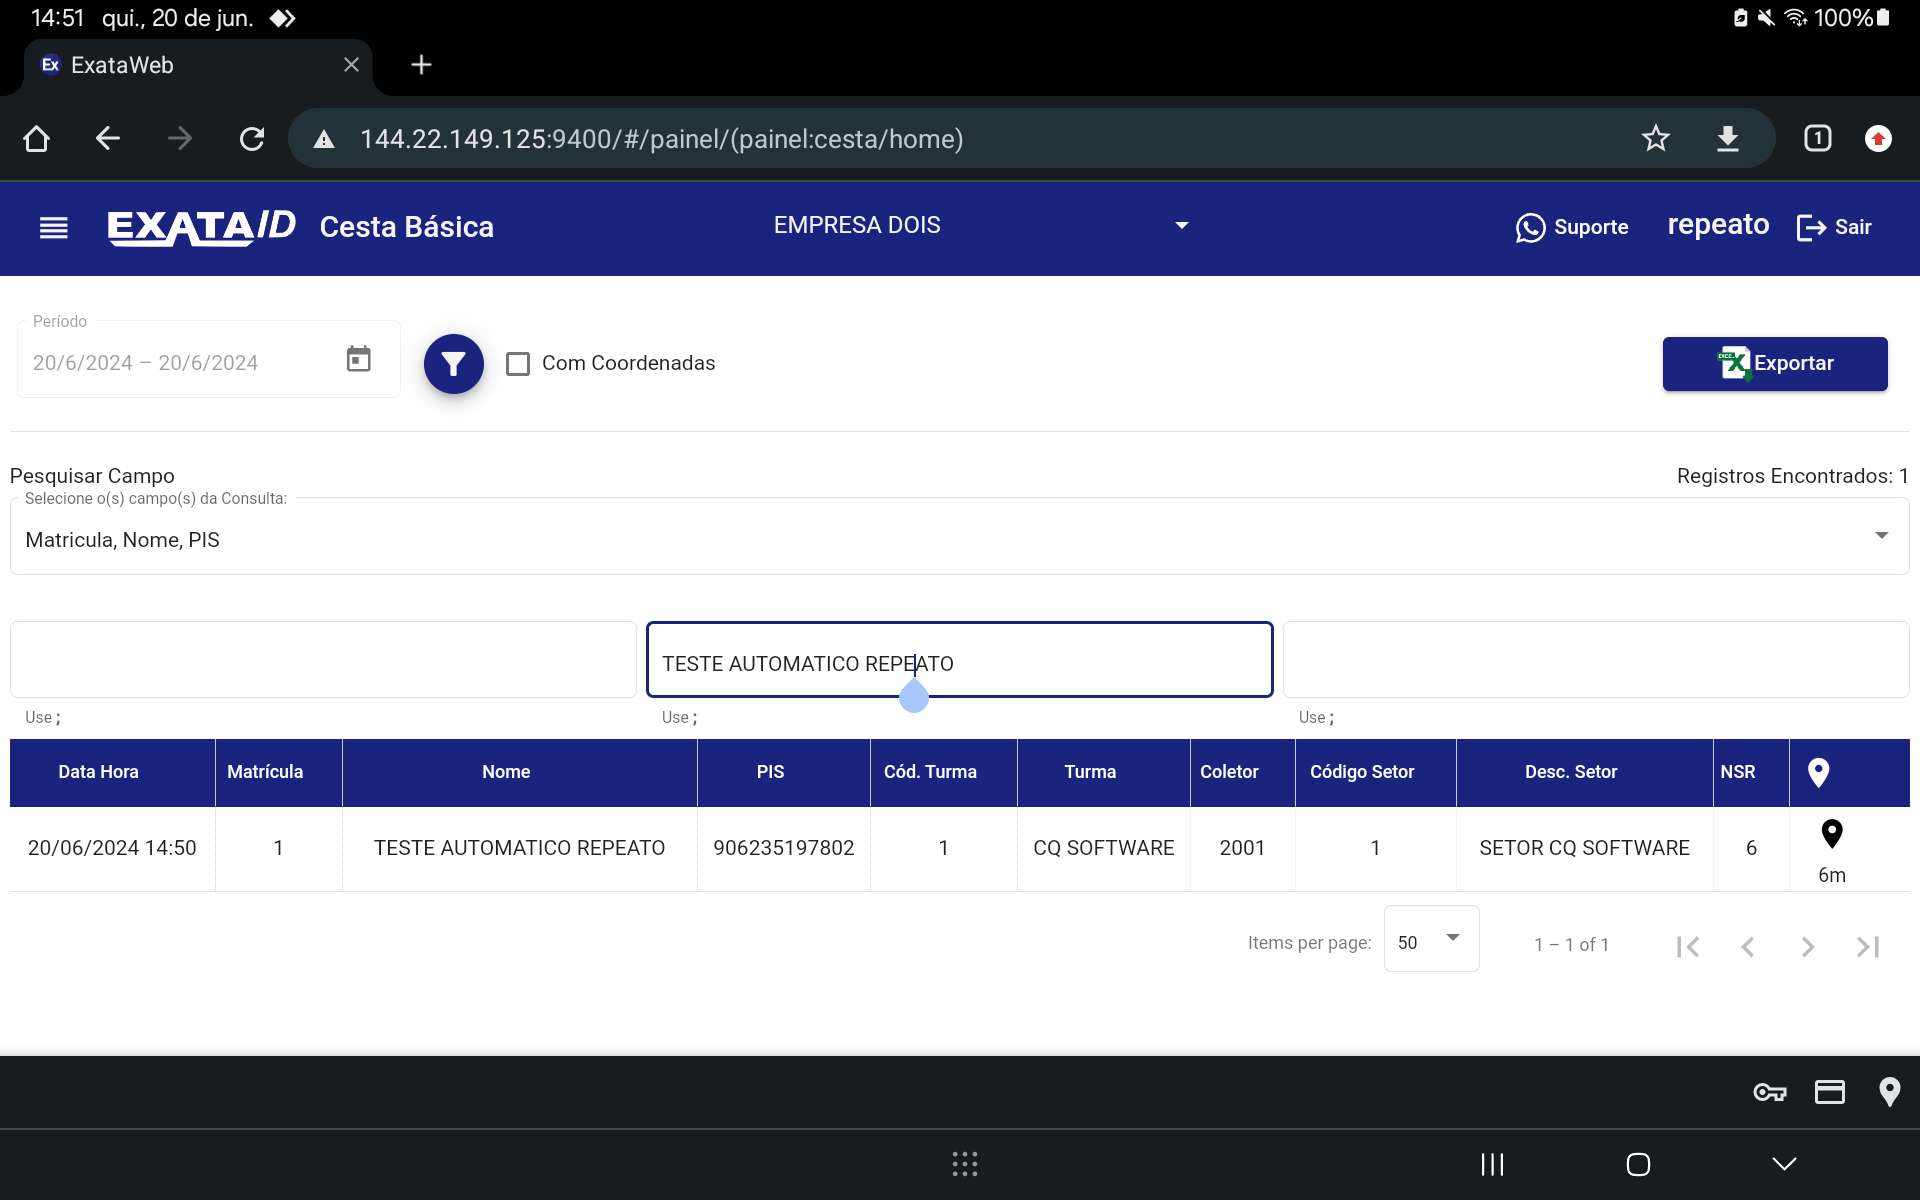 14:51 qui., 20 de jun. 100%
Ex ExataWeb
144.22.149.125:9400/#/painel/(painel:cesta/home) 1
EXATA ID Cesta Básica EMPRESA DOIS Suporte repeato Sair
Período
20/6/2024 – 20/6/2024 Com Coordenadas Exportar
Pesquisar Campo Registros Encontrados: 1
Selecione o(s) campo(s) da Consulta:
Matricula, Nome, PIS
TESTE AUTOMATICO REPEATO
Use ; Use ; Use ;
Data Hora Matrícula Nome PIS Cód. Turma Turma Coletor Código Setor Desc. Setor NSR
20/06/2024 14:50 1 TESTE AUTOMATICO REPEATO 906235197802 1 CQ SOFTWARE 2001 1 SETOR CQ SOFTWARE 6
6m
Items per page: 50 1 – 1 of 1